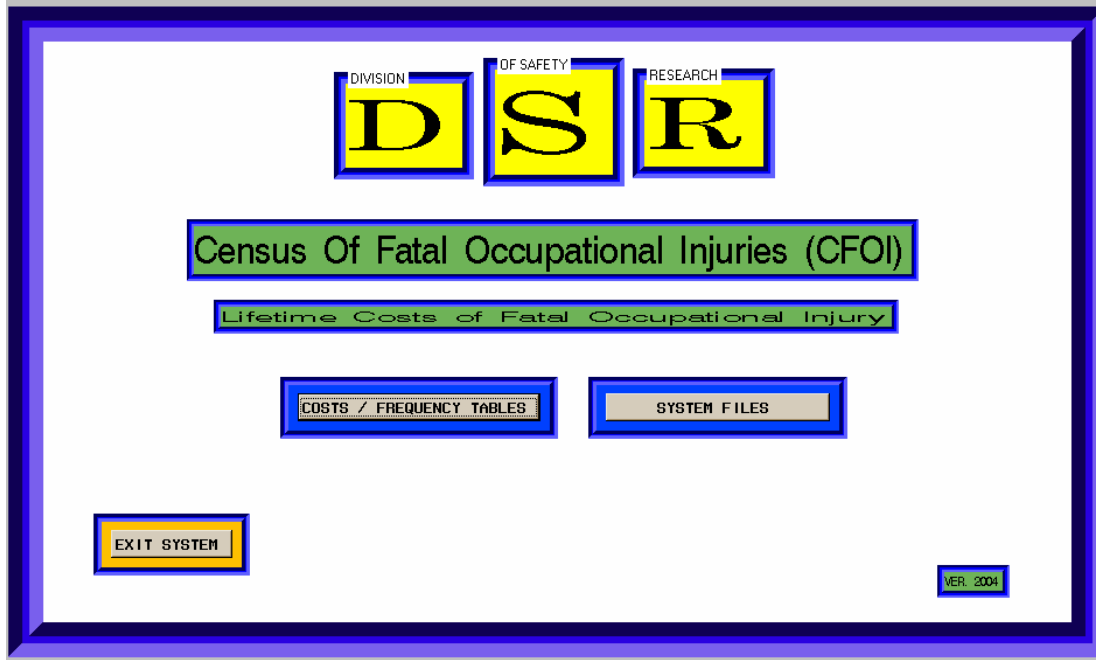 DIVISION OF SAFETY RESEARCH
D S R
Census Of Fatal Occupational Injuries (CFOI)
Lifetime Costs of Fatal Occupational Injury
COSTS / FREQUENCY TABLES SYSTEM FILES
EXIT SYSTEM
VER. 2004